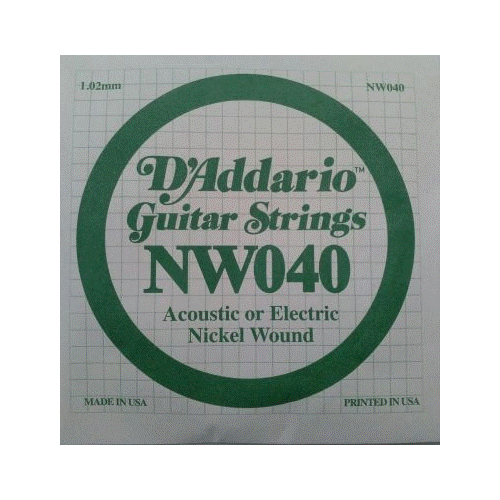 1.02mm NW040
D'Addario™
Guitar Strings
NW040
Acoustic or Electric
Nickel Wound
MADE IN USA PRINTED IN USA